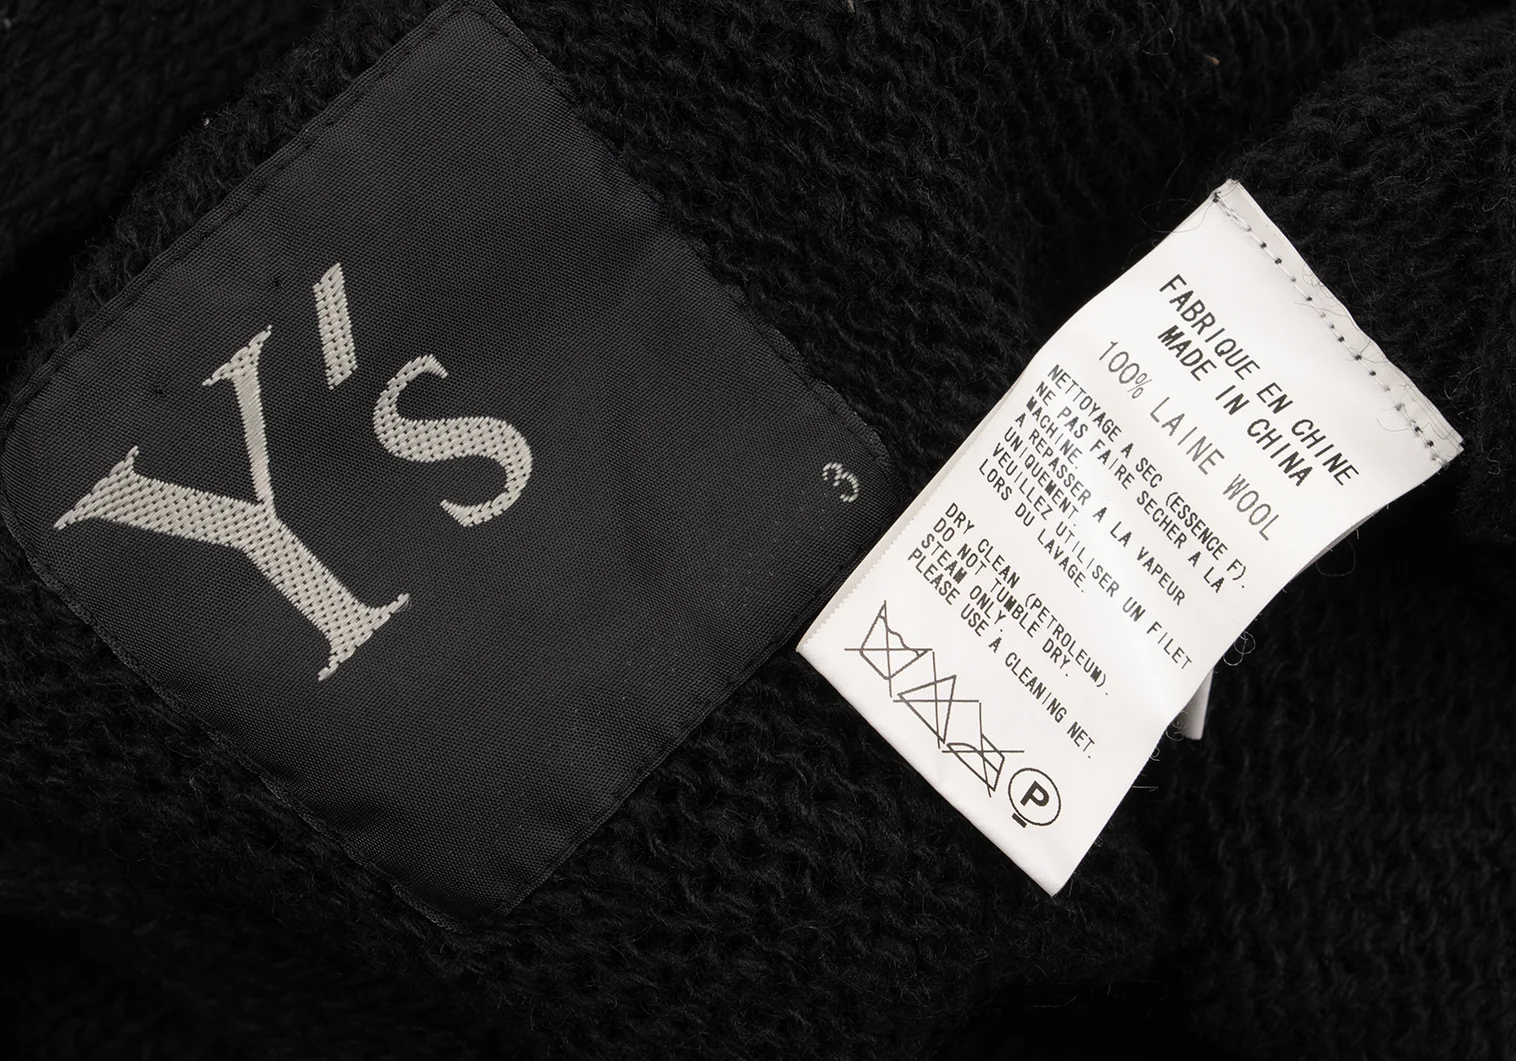 Y's
3
FABRIQUE EN CHINE
MADE IN CHINA
100% LAINE WOOL
NETTOYAGE A SEC (ESSENCE F).
NE PAS FAIRE SECHER A LA
MACHINE.
A REPASSER A LA VAPEUR
UNIQUEMENT.
VEUILLEZ UTILISER UN FILET
LORS DU LAVAGE.
DRY CLEAN (PETROLEUM).
DO NOT TUMBLE DRY.
STEAM ONLY.
PLEASE USE A CLEANING NET.
P